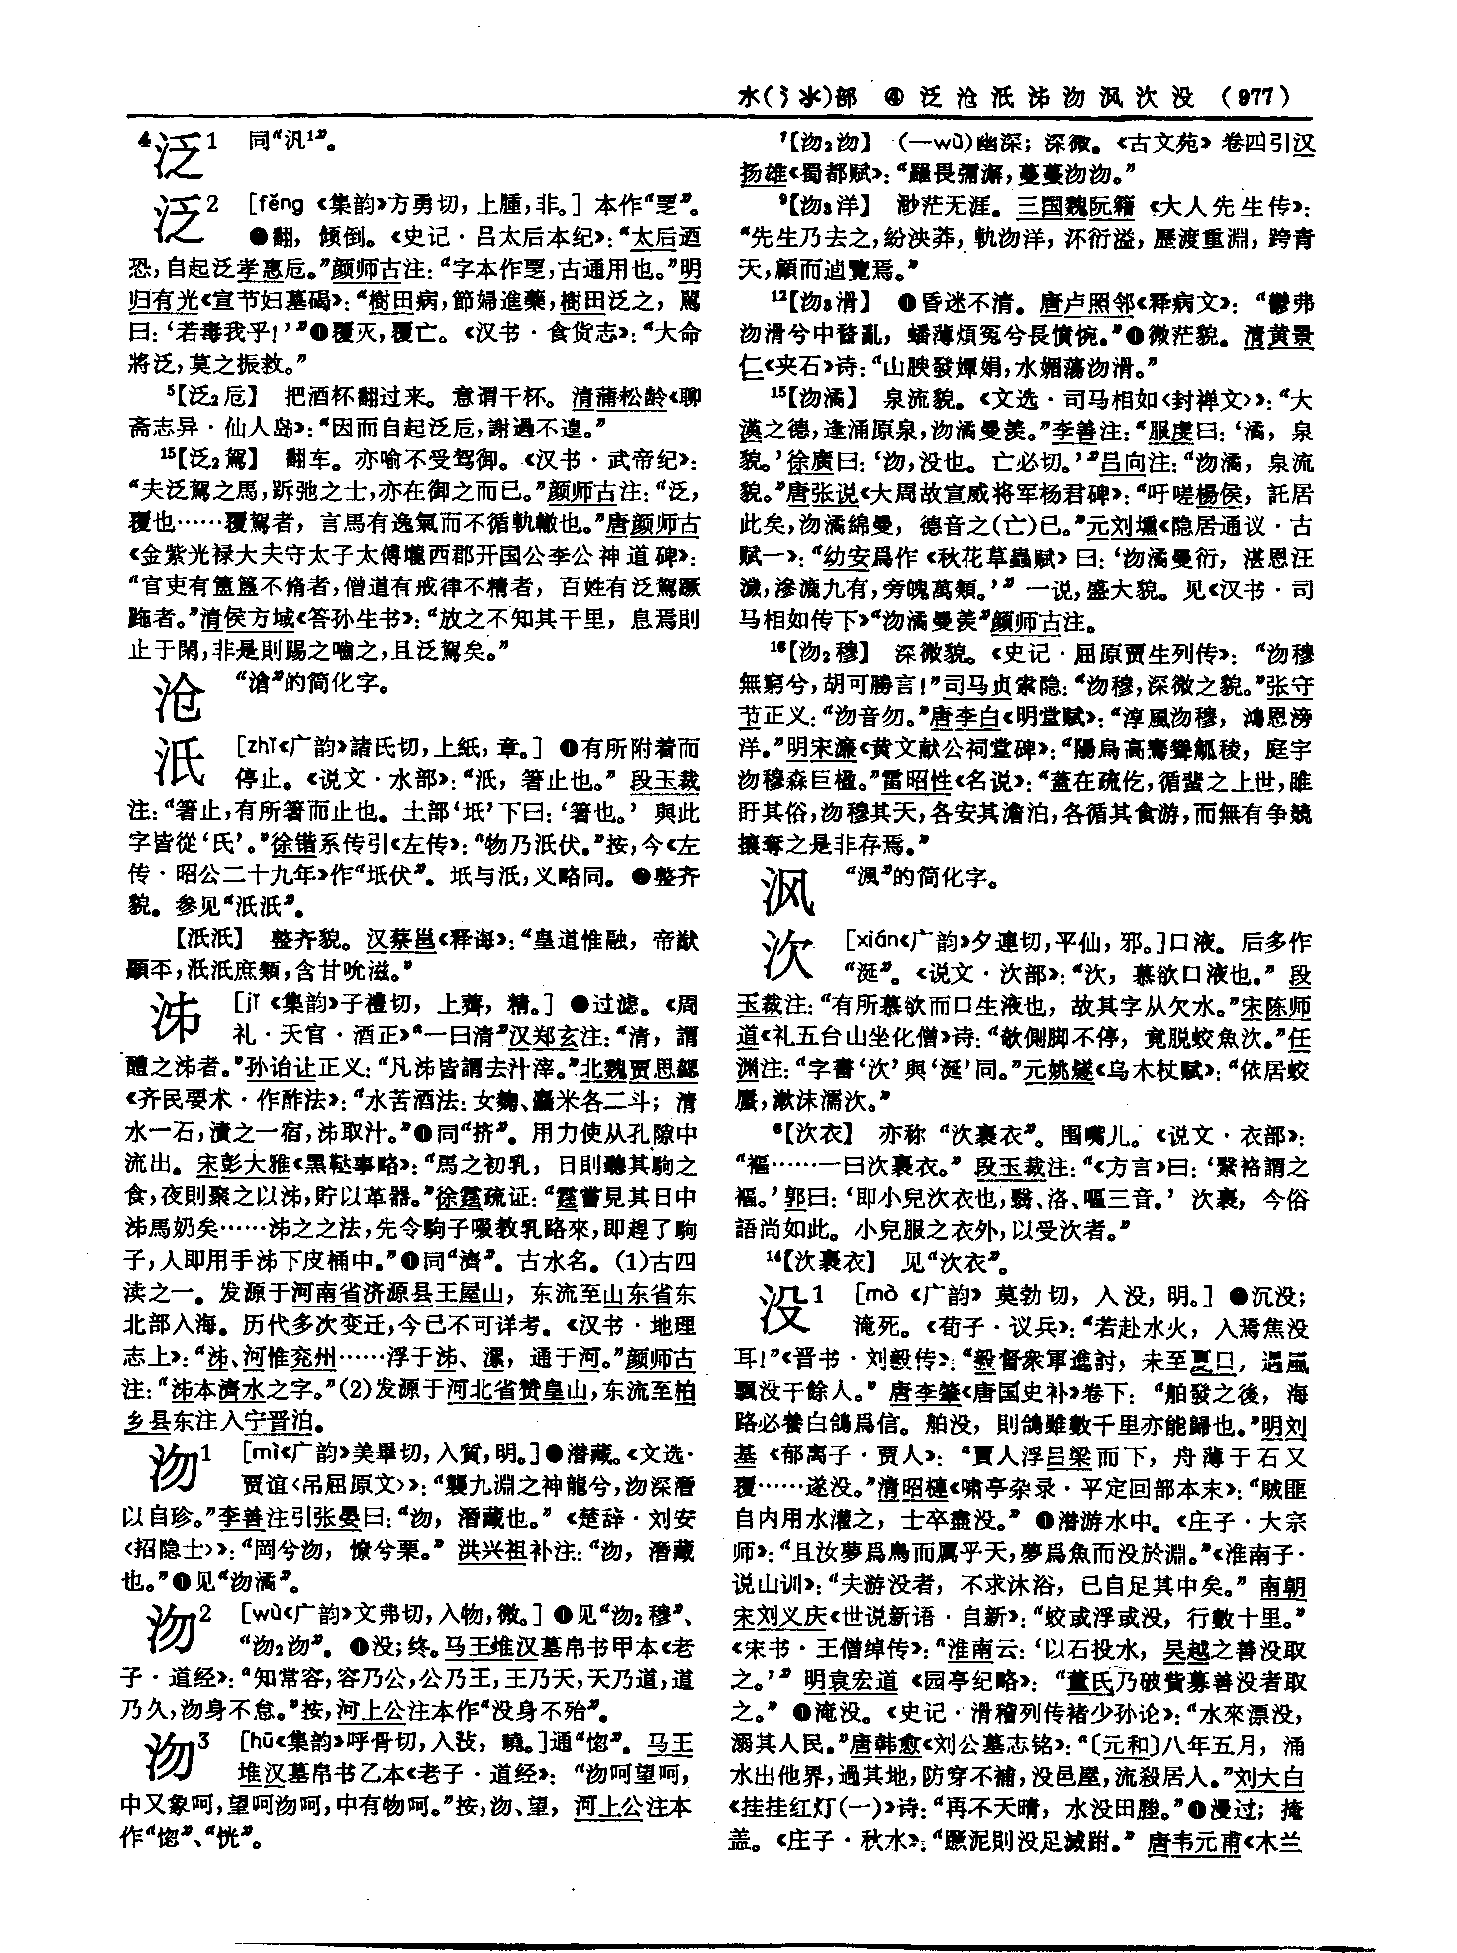 水(氵氺)部 ④ 泛 沧 汦 泲 沕 沨 㳄 没 (977)
4泛1 同“汎1”。
泛2 [fěng《集韵》方勇切，上腫，非。] 本作“覂”。
❶翻，倾倒。《史记·吕太后本纪》：“太后迺
恐，自起泛孝惠卮。”颜师古注：“字本作覂，古通用也。”明
归有光《宣节妇墓碣》：“樹田病，節婦進藥，樹田泛之，罵
曰：‘若毒我乎！’”❷覆灭，覆亡。《汉书·食货志》：“大命
將泛，莫之振救。”
5【泛2卮】 把酒杯翻过来。意谓干杯。清蒲松龄《聊
斋志异·仙人岛》：“因而自起泛卮，謝過不遑。”
15【泛2駕】 翻车。亦喻不受驾御。《汉书·武帝纪》：
“夫泛駕之馬，跅弛之士，亦在御之而已。”颜师古注：“泛，
覆也……覆駕者，言馬有逸氣而不循軌轍也。”唐颜师古
《金紫光禄大夫守太子太傅隴西郡开国公李公神道碑》：
“官吏有簠簋不脩者，僧道有戒律不精者，百姓有泛駕蹶
跑者。”清侯方域《答孙生书》：“放之不知其千里，息焉則
止于閑，非是則踢之嚙之，且泛駕矣。”
沧 “滄”的简化字。
汦 [zhǐ《广韵》諸氏切，上紙，章。] ❶有所附着而
停止。《说文·水部》：“汦，箸止也。” 段玉裁
注：“箸止，有所箸而止也。土部‘坻’下曰：‘箸也。’ 與此
字皆從‘氏’。”徐锴系传引《左传》：“物乃汦伏。”按，今《左
传·昭公二十九年》作“坻伏”。坻与汦，义略同。❷整齐
貌。参见“汦汦”。
【汦汦】 整齐貌。汉蔡邕《释诲》：“皇道惟融，帝猷
顯丕，汦汦庶類，含甘吮滋。”
泲 [jǐ《集韵》子禮切，上薺，精。] ❶过滤。《周
礼·天官·酒正》“一曰清”汉郑玄注：“清，謂
醴之泲者。”孙诒让正义：“凡泲皆謂去汁滓。”北魏贾思勰
《齐民要术·作酢法》：“水苦酒法：女麴、麤米各二斗；清
水一石，漬之一宿，泲取汁。”❷同“挤”。用力使从孔隙中
流出。宋彭大雅《黑鞑事略》：“馬之初乳，日則聽其駒之
食，夜則聚之以泲，貯以革器。”徐霆疏证：“霆嘗見其日中
泲馬奶矣……泲之之法，先令駒子啜教乳路來，即趕了駒
子，人即用手泲下皮桶中。”❸同“濟”。古水名。(1)古四
渎之一。发源于河南省济源县王屋山，东流至山东省东
北部入海。历代多次变迁，今已不可详考。《汉书·地理
志上》：“泲、河惟兖州……浮于泲、漯，通于河。”颜师古
注：“泲本濟水之字。”(2)发源于河北省赞皇山，东流至柏
乡县东注入宁晋泊。
沕1 [mì《广韵》美畢切，入質，明。]❶潜藏。《文选·
贾谊〈吊屈原文〉》：“襲九淵之神龍兮，沕深潛
以自珍。”李善注引张晏曰：“沕，潛藏也。”《楚辞·刘安
〈招隐士〉》：“罔兮沕，憭兮栗。” 洪兴祖补注：“沕，潛藏
也。”❷见“沕潏”。
沕2 [wù《广韵》文弗切，入物，微。] ❶见“沕2穆”、
“沕2沕”。❷没；终。马王堆汉墓帛书甲本《老
子·道经》：“知常容，容乃公，公乃王，王乃天，天乃道，道
乃久，沕身不怠。”按，河上公注本作“没身不殆”。
沕3 [hū《集韵》呼骨切，入沒，曉。]通“惚”。马王
堆汉墓帛书乙本《老子·道经》：“沕呵望呵，
中又象呵，望呵沕呵，中有物呵。”按，沕、望，河上公注本
作“惚”、“恍”。
7【沕2沕】 (—wù)幽深；深微。《古文苑》卷四引汉
扬雄《蜀都赋》：“羅畏彌澥，蔓蔓沕沕。”
9【沕3洋】 渺茫无涯。三国魏阮籍《大人先生传》：
“先生乃去之，紛泱莽，軌沕洋，汧衍溢，歷渡重淵，跨青
天，顧而逌覽焉。”
12【沕3滑】 ❶昏迷不清。唐卢照邻《释病文》：“鬱弗
沕滑兮中瞀亂，蟠薄煩冤兮長憤惋。”❷微茫貌。清黄景
仁《夹石》诗：“山腴發嬋娟，水媚蕩沕滑。”
15【沕潏】 泉流貌。《文选·司马相如〈封禅文〉》：“大
漢之德，逢涌原泉，沕潏曼羡。”李善注：“服虔曰：‘潏，泉
貌。’徐廣曰：‘沕，没也。亡必切。’”吕向注：“沕潏，泉流
貌。”唐张说《大周故宣威将军杨君碑》：“吁嗟楊侯，託居
此矣，沕潏綿曼，德音之(亡)已。”元刘壎《隐居通议·古
赋一》：“幼安爲作《秋花草蟲赋》曰：‘沕潏曼衍，湛恩汪
濊，滲漉九有，旁魄萬類。’” 一说，盛大貌。见《汉书·司
马相如传下》“沕潏曼羡”颜师古注。
16【沕2穆】 深微貌。《史记·屈原贾生列传》：“沕穆
無窮兮，胡可勝言！”司马贞索隐：“沕穆，深微之貌。”张守
节正义：“沕音勿。”唐李白《明堂赋》：“淳風沕穆，鴻恩滂
洋。”明宋濂《黄文献公祠堂碑》：“陽烏高騫聳觚稜，庭宇
沕穆森巨楹。”雷昭性《名说》：“蓋在疏仡，循蜚之上世，睢
盱其俗，沕穆其天，各安其澹泊，各循其食游，而無有争競
攘奪之是非存焉。”
沨 “渢”的简化字。
㳄 [xián《广韵》夕連切，平仙，邪。]口液。后多作
“涎”。《说文·㳄部》：“㳄，慕欲口液也。” 段
玉裁注：“有所慕欲而口生液也，故其字从欠水。”宋陈师
道《礼五台山坐化僧》诗：“欹側脚不停，竟脱蛟魚㳄。”任
渊注：“字書‘㳄’與‘涎’同。”元姚燧《乌木杖赋》：“依居蛟
蜃，漱沫濡㳄。”
6【㳄衣】 亦称“㳄裹衣”。围嘴儿。《说文·衣部》：
“褔……一曰㳄裹衣。” 段玉裁注：“《方言》曰：‘繄袼謂之
褔。’郭曰：‘即小兒㳄衣也，翳、洛、嘔三音。’ 㳄裹，今俗
語尚如此。小兒服之衣外，以受㳄者。”
14【㳄裹衣】 见“㳄衣”。
没1 [mò《广韵》莫勃切，入没，明。] ❶沉没；
淹死。《荀子·议兵》：“若赴水火，入焉焦没
耳！”《晋书·刘毅传》：“毅督衆軍進討，未至夏口，遇風
飄没千餘人。” 唐李肇《唐国史补》卷下：“舶發之後，海
路必養白鴿爲信。舶没，則鴿雖數千里亦能歸也。”明刘
基《郁离子·贾人》：“賈人浮吕梁而下，舟薄于石又
覆……遂没。”清昭梿《啸亭杂录·平定回部本末》：“賊匪
自内用水灌之，士卒盡没。”❷潜游水中。《庄子·大宗
师》：“且汝夢爲鳥而厲乎天，夢爲魚而没於淵。”《淮南子·
说山训》：“夫游没者，不求沐浴，已自足其中矣。” 南朝
宋刘义庆《世说新语·自新》：“蛟或浮或没，行數十里。”
《宋书·王僧绰传》：“淮南云：‘以石投水，吴越之善没取
之。’” 明袁宏道《园亭纪略》：“董氏乃破貲募善没者取
之。”❸淹没。《史记·滑稽列传褚少孙论》：“水來漂没，
溺其人民。”唐韩愈《刘公墓志铭》：“〔元和〕八年五月，涌
水出他界，過其地，防穿不補，没邑屋，流殺居人。”刘大白
《挂挂红灯(一)》诗：“再不天晴，水没田塍。”❹漫过；掩
盖。《庄子·秋水》：“蹶泥則没足滅跗。” 唐韦元甫《木兰